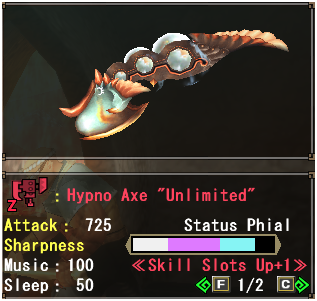 Z : Hypno Axe "Unlimited"
Attack: 725 Status Phial
Sharpness
Music: 100 ≪Skill Slots Up+1≫
Sleep: 50 F 1/2 C